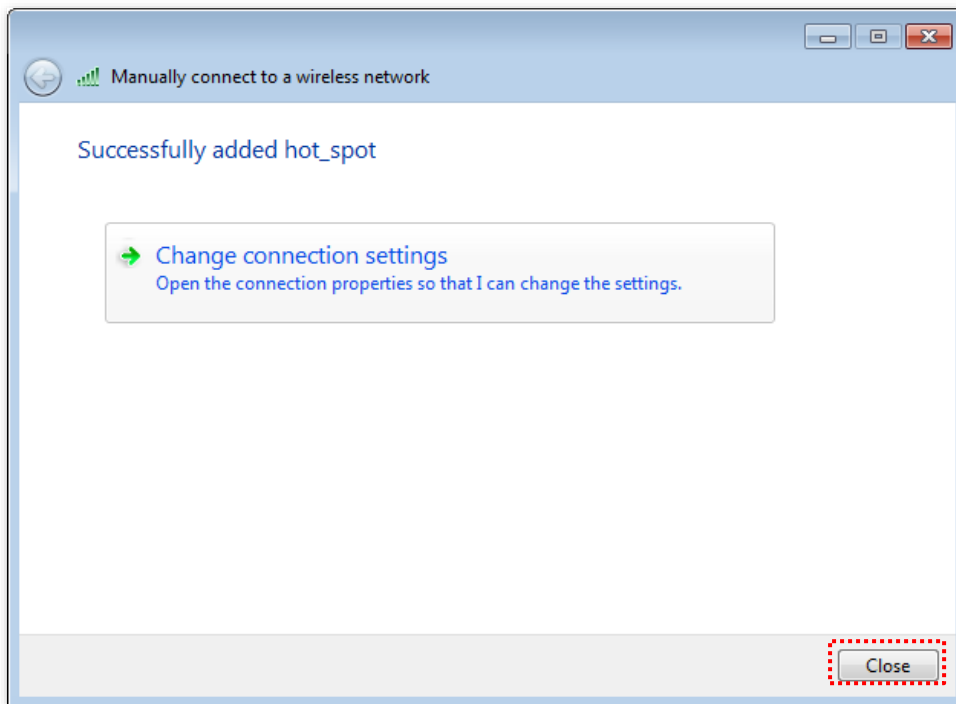 Manually connect to a wireless network
Successfully added hot_spot
Change connection settings
Open the connection properties so that I can change the settings.
Close